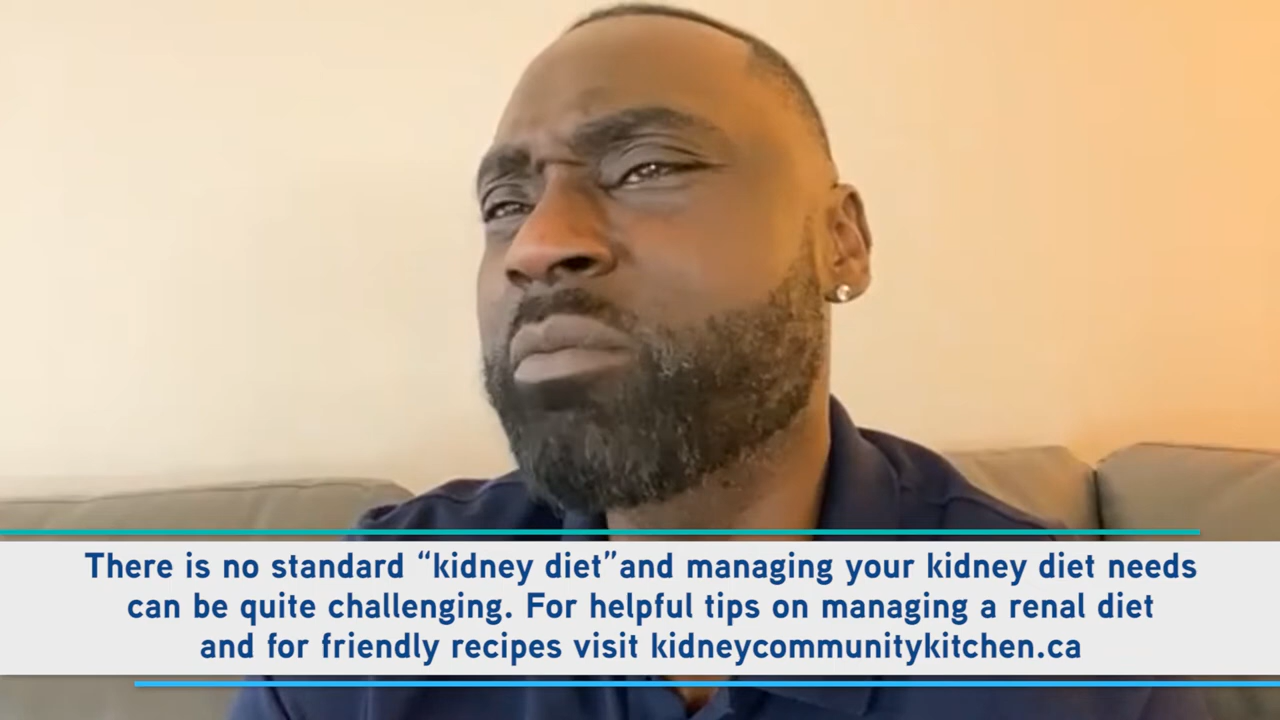 There is no standard “kidney diet”and managing your kidney diet needs
can be quite challenging. For helpful tips on managing a renal diet
and for friendly recipes visit kidneycommunitykitchen.ca